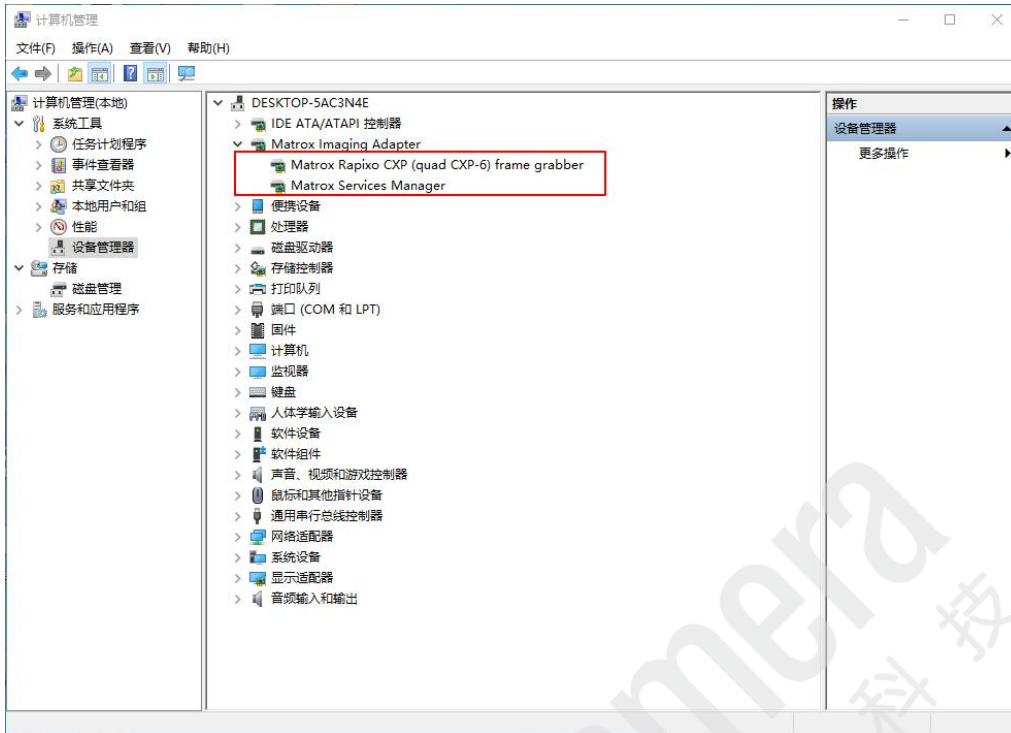 计算机管理
文件(F) 操作(A) 查看(V) 帮助(H)
计算机管理(本地)
系统工具
任务计划程序
事件查看器
共享文件夹
本地用户和组
性能
设备管理器
存储
磁盘管理
服务和应用程序
DESKTOP-5AC3N4E
IDE ATA/ATAPI 控制器
Matrox Imaging Adapter
Matrox Rapixo CXP (quad CXP-6) frame grabber
Matrox Services Manager
便携设备
处理器
磁盘驱动器
存储控制器
打印队列
端口 (COM 和 LPT)
固件
计算机
监视器
键盘
人体学输入设备
软件设备
软件组件
声音、视频和游戏控制器
鼠标和其他指针设备
通用串行总线控制器
网络适配器
系统设备
显示适配器
音频输入和输出
操作
设备管理器
更多操作
mera
科技